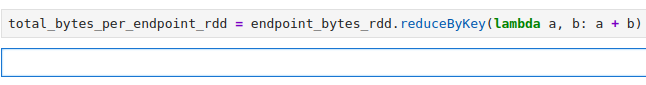 total_bytes_per_endpoint_rdd = endpoint_bytes_rdd.reduceByKey(lambda a, b: a + b)